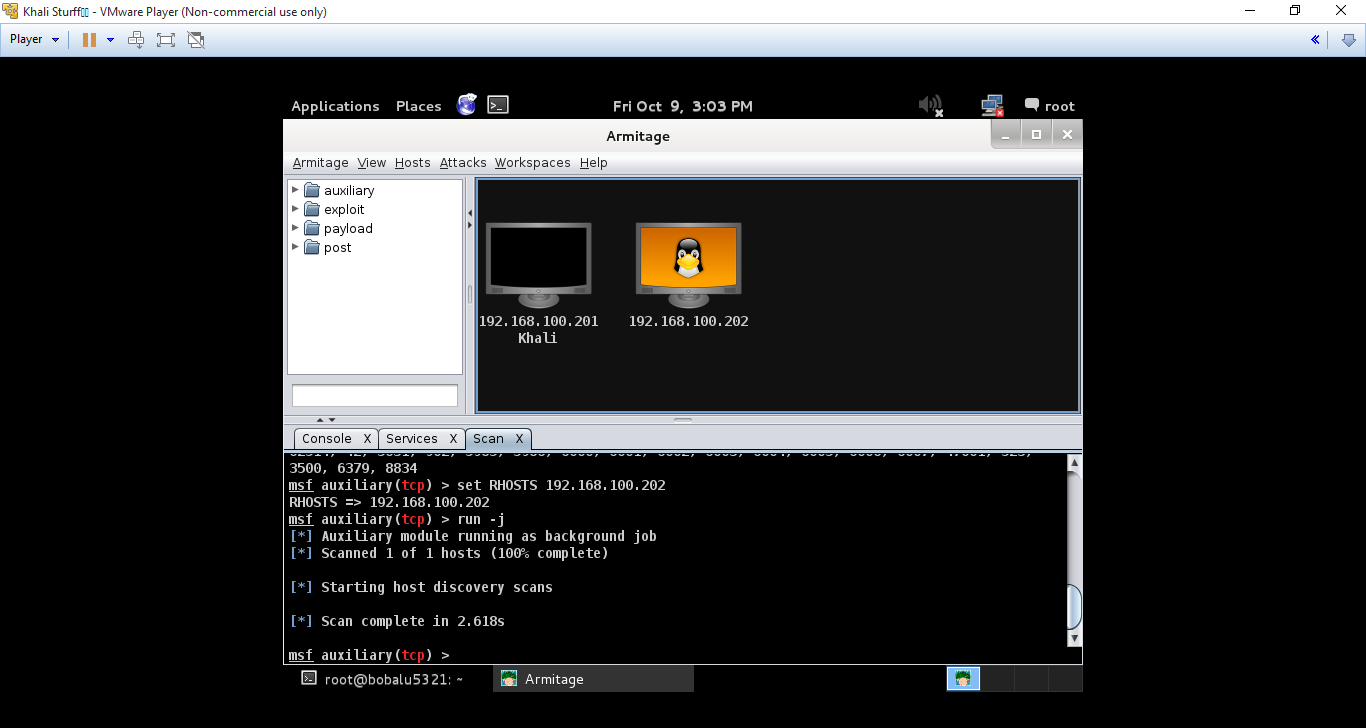 Khali Sturff - VMware Player (Non-commercial use only)
Player
Applications Places Fri Oct 9, 3:03 PM root
Armitage
Armitage View Hosts Attacks Workspaces Help
auxiliary
exploit
payload
post
192.168.100.201
Khali
192.168.100.202
Console X Services X Scan X
3500, 6379, 8834
msf auxiliary(tcp) > set RHOSTS 192.168.100.202
RHOSTS => 192.168.100.202
msf auxiliary(tcp) > run -j
[*] Auxiliary module running as background job
[*] Scanned 1 of 1 hosts (100% complete)
[*] Starting host discovery scans
[*] Scan complete in 2.618s
msf auxiliary(tcp) >
root@bobalu5321: ~ Armitage